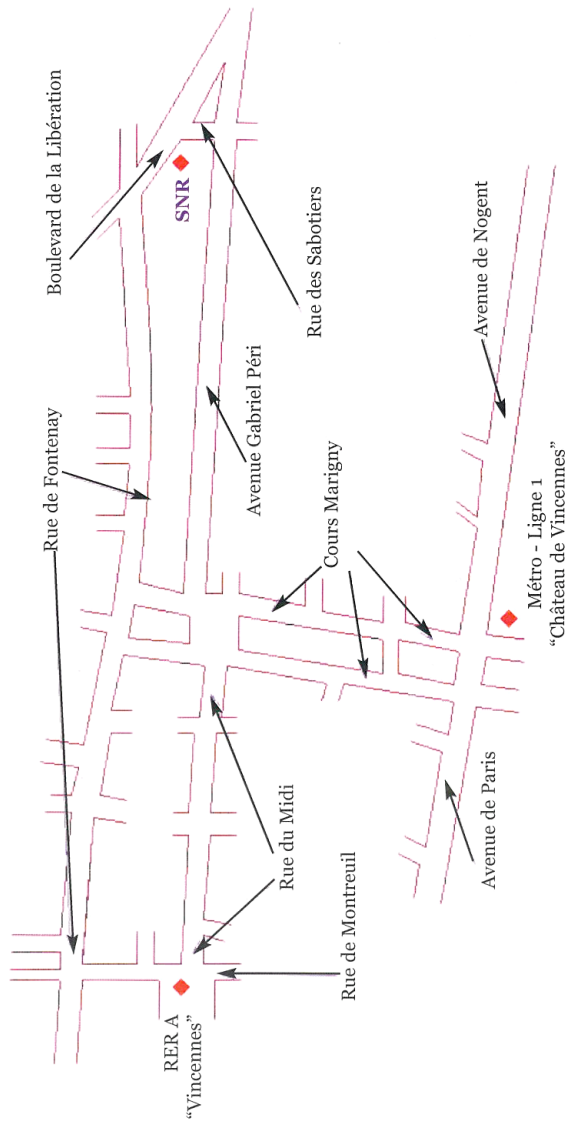 Boulevard de la Libération
Rue de Fontenay
SNR
Rue des Sabotiers
Avenue Gabriel Péri
Avenue de Nogent
Cours Marigny
Métro - Ligne 1
“Château de Vincennes”
Rue du Midi
Avenue de Paris
Rue de Montreuil
RER A
“Vincennes”